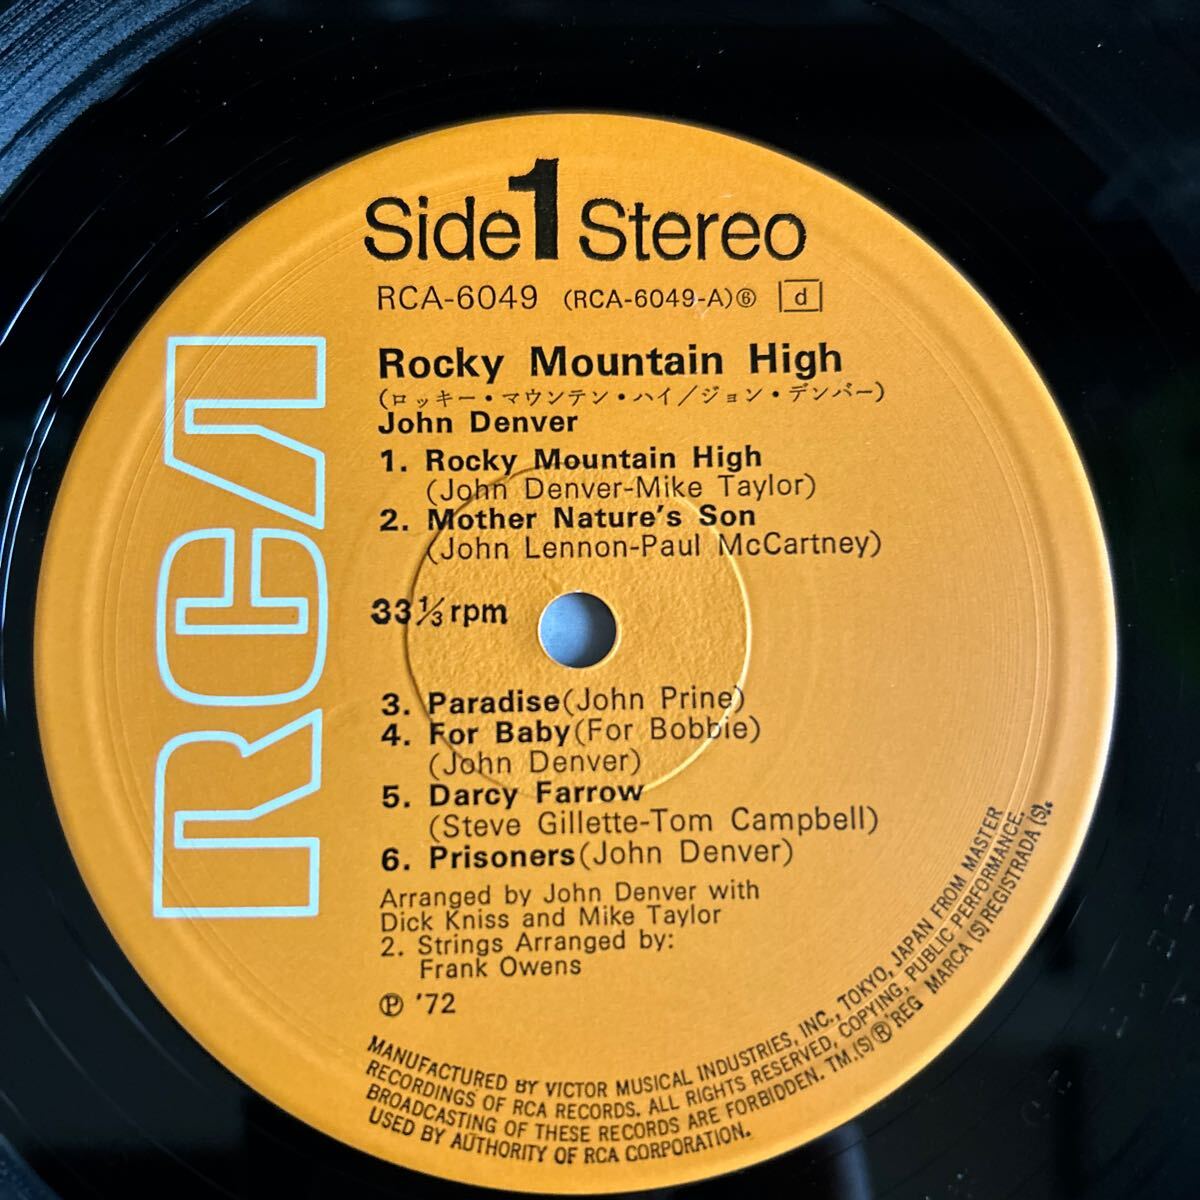 RCA
Side 1 Stereo
RCA-6049 (RCA-6049-A)⑥ d
Rocky Mountain High
(ロッキー・マウンテン・ハイ/ジョン・デンバー)
John Denver
1. Rocky Mountain High
(John Denver-Mike Taylor)
2. Mother Nature's Son
(John Lennon-Paul McCartney)
33⅓ rpm
3. Paradise (John Prine)
4. For Baby (For Bobbie)
(John Denver)
5. Darcy Farrow
(Steve Gillette-Tom Campbell)
6. Prisoners (John Denver)
Arranged by John Denver with
Dick Kniss and Mike Taylor
2. Strings Arranged by:
Frank Owens
℗ '72
MANUFACTURED BY VICTOR MUSICAL INDUSTRIES, INC., TOKYO, JAPAN FROM MASTER
RECORDINGS OF RCA RECORDS. ALL RIGHTS RESERVED, COPYING, PUBLIC PERFORMANCE,
BROADCASTING OF THESE RECORDS ARE FORBIDDEN. TM.(S)® REG MARCA (S) REGISTRADA (S).
USED BY AUTHORITY OF RCA CORPORATION.